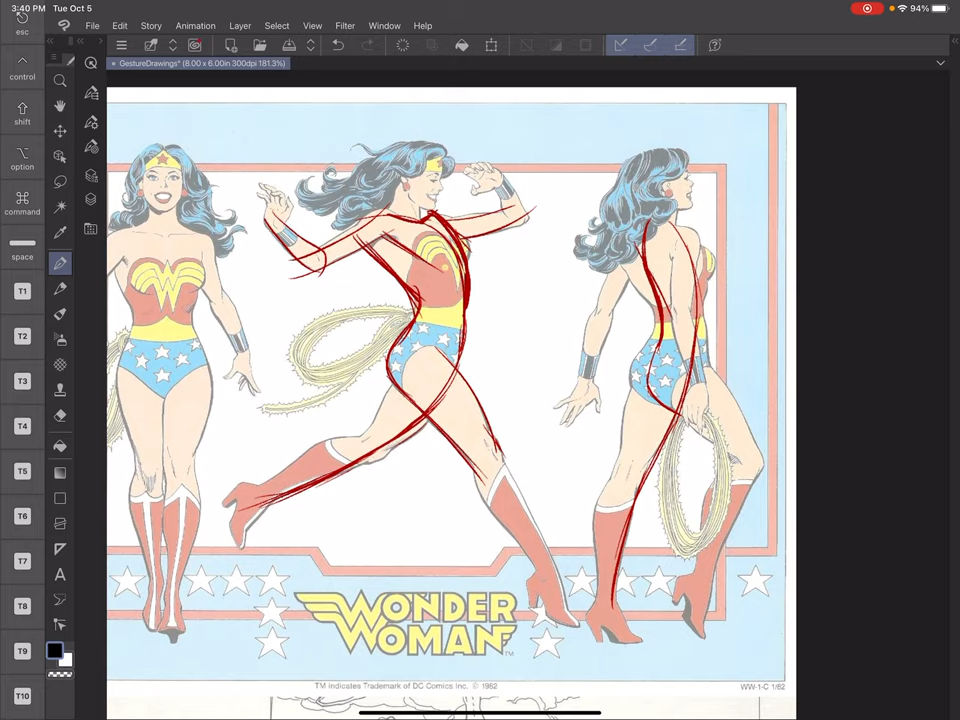 3:40 PM Tue Oct 5
94%
esc
File Edit Story Animation Layer Select View Filter Window Help
GestureDrawings* (8.00 x 6.00in 300dpi 181.3%)
control
shift
option
command
space
T1
T2
T3
T4
T5
T6
T7
T8
T9
T10
A
WONDER
WOMAN
TM
TM indicates Trademark of DC Comics Inc. © 1982
WW-1-C 1/82